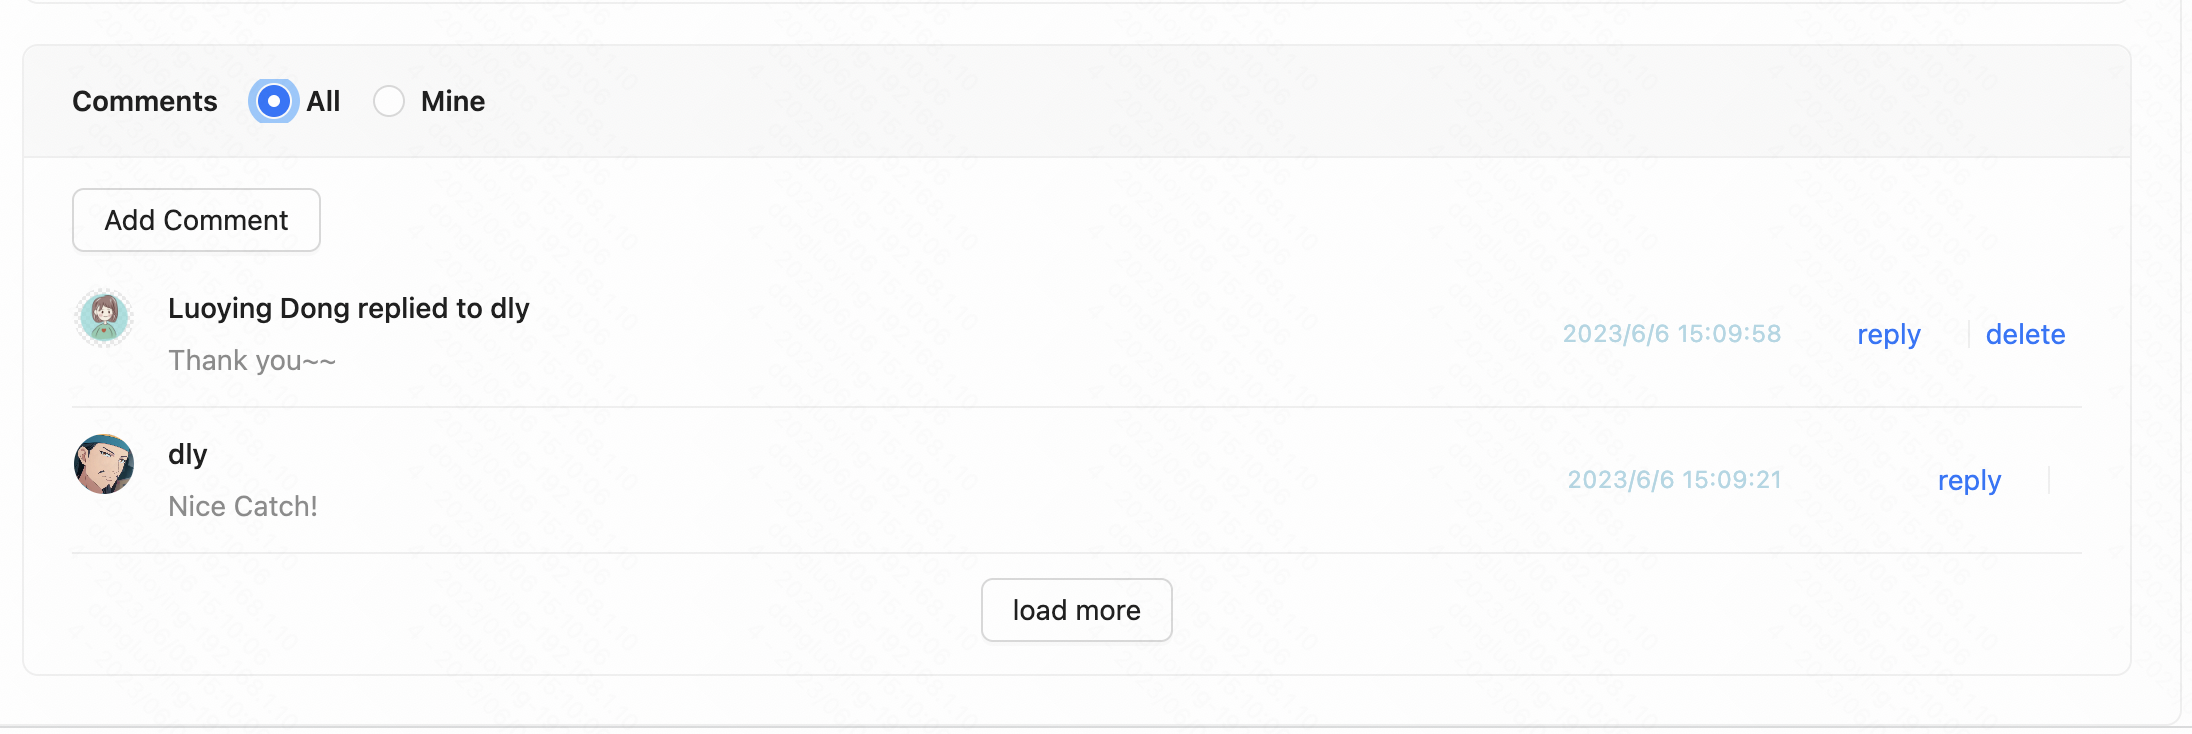 Comments All Mine
Add Comment
Luoying Dong replied to dly
Thank you~~
2023/6/6 15:09:58 reply delete
dly
Nice Catch!
2023/6/6 15:09:21 reply
load more